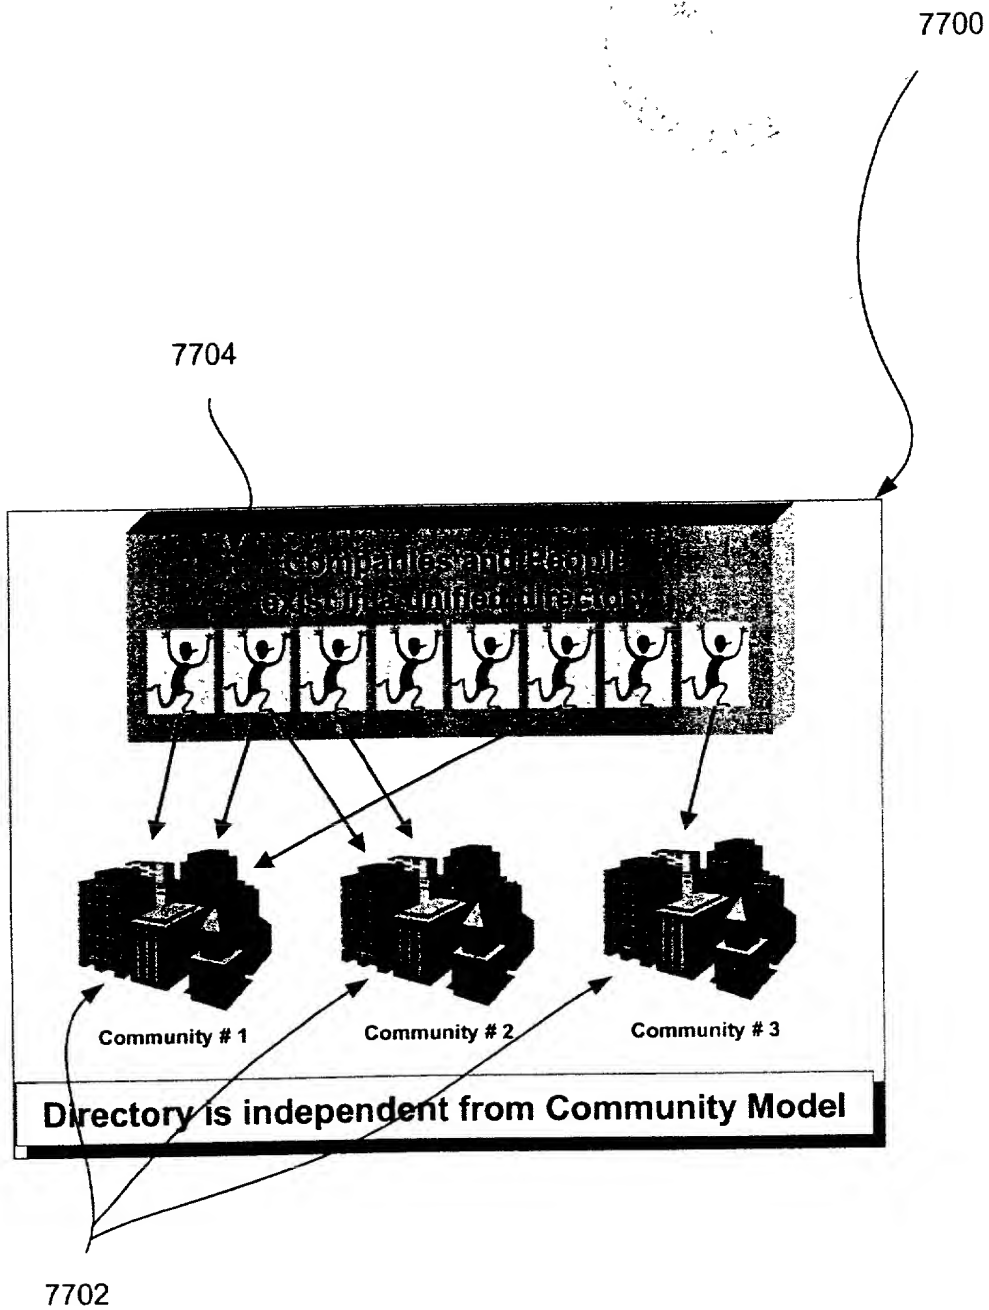 7700
7704
Companies and People
exist in a unified directory
Community # 1
Community # 2
Community # 3
Directory is independent from Community Model
7702